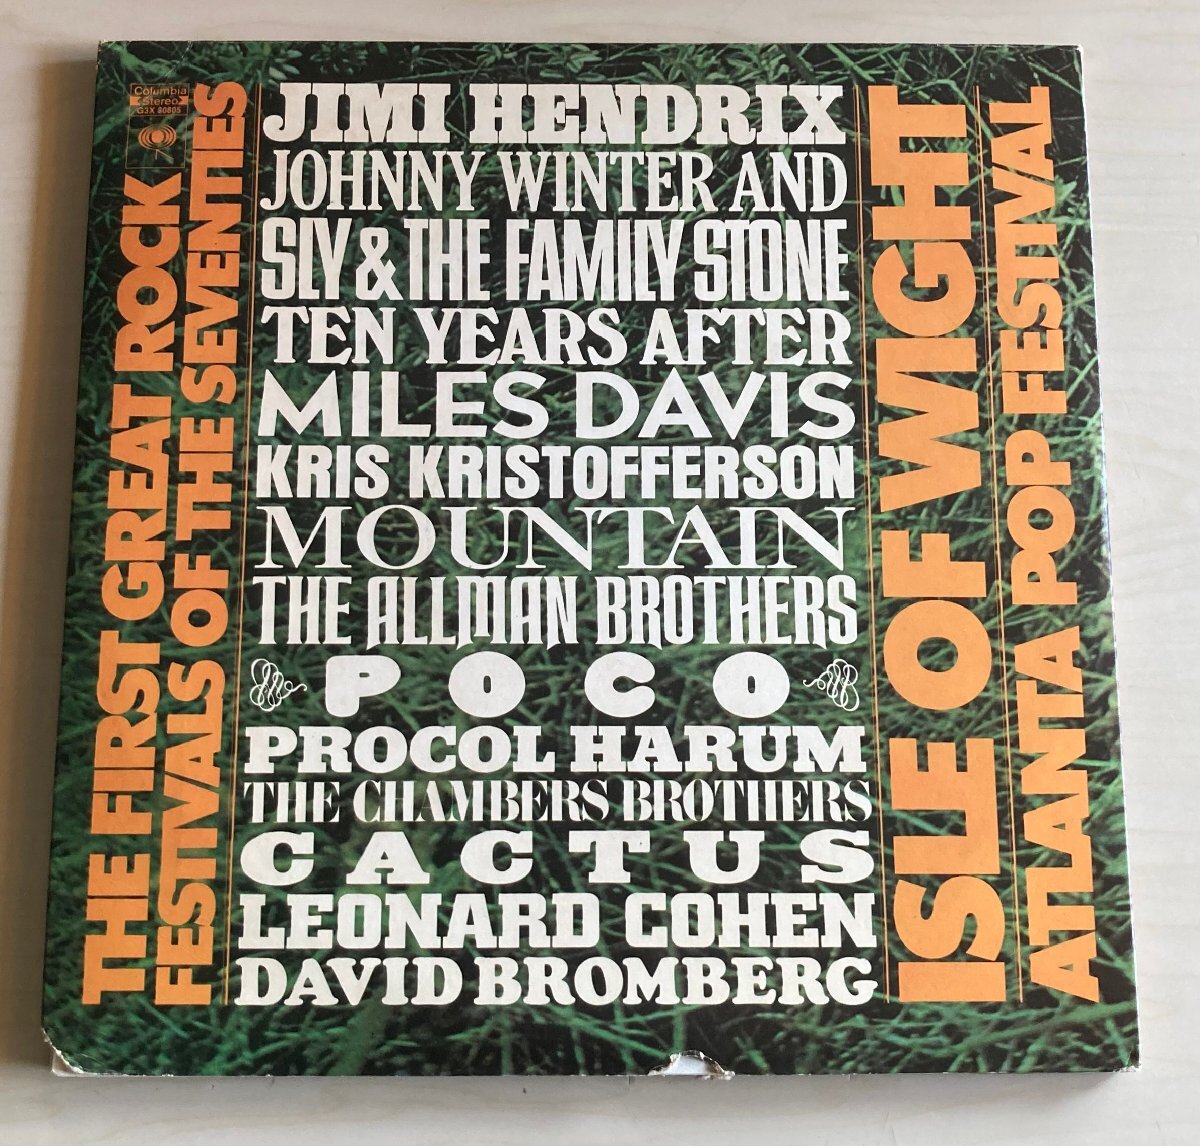 Columbia
Stereo
G3X 30805
THE FIRST GREAT ROCK
FESTIVALS OF THE SEVENTIES
JIMI HENDRIX
JOHNNY WINTER AND
SLY & THE FAMILY STONE
TEN YEARS AFTER
MILES DAVIS
KRIS KRISTOFFERSON
MOUNTAIN
THE ALLMAN BROTHERS
POCO
PROCOL HARUM
THE CHAMBERS BROTHERS
CACTUS
LEONARD COHEN
DAVID BROMBERG
ISLE OF WIGHT
ATLANTA POP FESTIVAL